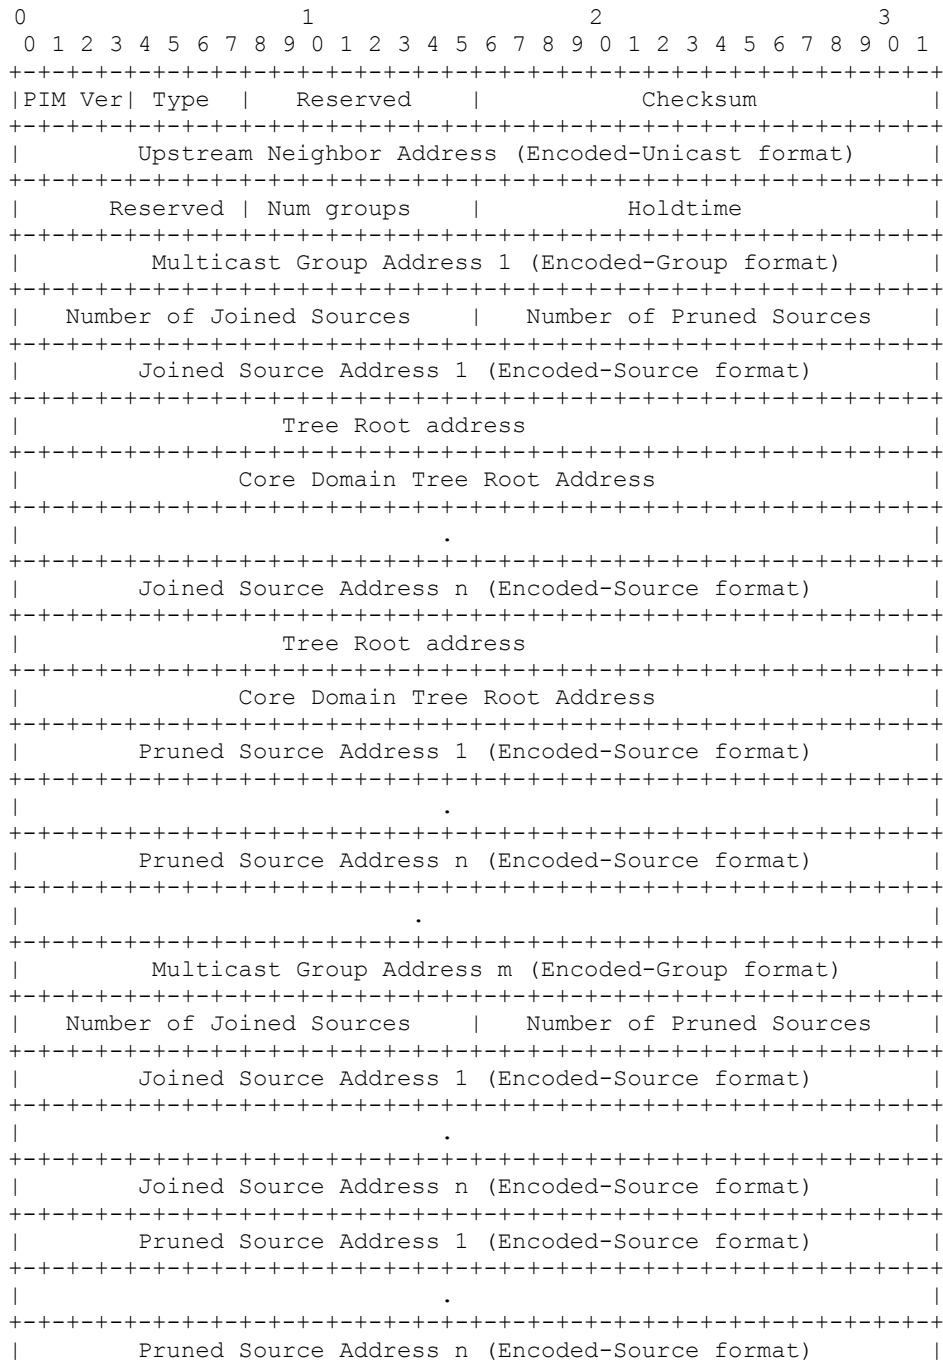 0                   1                   2                   3
 0 1 2 3 4 5 6 7 8 9 0 1 2 3 4 5 6 7 8 9 0 1 2 3 4 5 6 7 8 9 0 1
+-+-+-+-+-+-+-+-+-+-+-+-+-+-+-+-+-+-+-+-+-+-+-+-+-+-+-+-+-+-+-+-+
|PIM Ver| Type  |   Reserved    |           Checksum            |
+-+-+-+-+-+-+-+-+-+-+-+-+-+-+-+-+-+-+-+-+-+-+-+-+-+-+-+-+-+-+-+-+
|        Upstream Neighbor Address (Encoded-Unicast format)     |
+-+-+-+-+-+-+-+-+-+-+-+-+-+-+-+-+-+-+-+-+-+-+-+-+-+-+-+-+-+-+-+-+
|      Reserved | Num groups    |          Holdtime             |
+-+-+-+-+-+-+-+-+-+-+-+-+-+-+-+-+-+-+-+-+-+-+-+-+-+-+-+-+-+-+-+-+
|         Multicast Group Address 1 (Encoded-Group format)      |
+-+-+-+-+-+-+-+-+-+-+-+-+-+-+-+-+-+-+-+-+-+-+-+-+-+-+-+-+-+-+-+-+
|   Number of Joined Sources    |   Number of Pruned Sources    |
+-+-+-+-+-+-+-+-+-+-+-+-+-+-+-+-+-+-+-+-+-+-+-+-+-+-+-+-+-+-+-+-+
|        Joined Source Address 1 (Encoded-Source format)        |
+-+-+-+-+-+-+-+-+-+-+-+-+-+-+-+-+-+-+-+-+-+-+-+-+-+-+-+-+-+-+-+-+
|                  Tree Root address                            |
+-+-+-+-+-+-+-+-+-+-+-+-+-+-+-+-+-+-+-+-+-+-+-+-+-+-+-+-+-+-+-+-+
|               Core Domain Tree Root Address                   |
+-+-+-+-+-+-+-+-+-+-+-+-+-+-+-+-+-+-+-+-+-+-+-+-+-+-+-+-+-+-+-+-+
|                             .                                 |
+-+-+-+-+-+-+-+-+-+-+-+-+-+-+-+-+-+-+-+-+-+-+-+-+-+-+-+-+-+-+-+-+
|        Joined Source Address n (Encoded-Source format)        |
+-+-+-+-+-+-+-+-+-+-+-+-+-+-+-+-+-+-+-+-+-+-+-+-+-+-+-+-+-+-+-+-+
|                  Tree Root address                            |
+-+-+-+-+-+-+-+-+-+-+-+-+-+-+-+-+-+-+-+-+-+-+-+-+-+-+-+-+-+-+-+-+
|               Core Domain Tree Root Address                   |
+-+-+-+-+-+-+-+-+-+-+-+-+-+-+-+-+-+-+-+-+-+-+-+-+-+-+-+-+-+-+-+-+
|        Pruned Source Address 1 (Encoded-Source format)        |
+-+-+-+-+-+-+-+-+-+-+-+-+-+-+-+-+-+-+-+-+-+-+-+-+-+-+-+-+-+-+-+-+
|                             .                                 |
+-+-+-+-+-+-+-+-+-+-+-+-+-+-+-+-+-+-+-+-+-+-+-+-+-+-+-+-+-+-+-+-+
|        Pruned Source Address n (Encoded-Source format)        |
+-+-+-+-+-+-+-+-+-+-+-+-+-+-+-+-+-+-+-+-+-+-+-+-+-+-+-+-+-+-+-+-+
|                           .                                   |
+-+-+-+-+-+-+-+-+-+-+-+-+-+-+-+-+-+-+-+-+-+-+-+-+-+-+-+-+-+-+-+-+
|         Multicast Group Address m (Encoded-Group format)      |
+-+-+-+-+-+-+-+-+-+-+-+-+-+-+-+-+-+-+-+-+-+-+-+-+-+-+-+-+-+-+-+-+
|   Number of Joined Sources    |   Number of Pruned Sources    |
+-+-+-+-+-+-+-+-+-+-+-+-+-+-+-+-+-+-+-+-+-+-+-+-+-+-+-+-+-+-+-+-+
|        Joined Source Address 1 (Encoded-Source format)        |
+-+-+-+-+-+-+-+-+-+-+-+-+-+-+-+-+-+-+-+-+-+-+-+-+-+-+-+-+-+-+-+-+
|                             .                                 |
+-+-+-+-+-+-+-+-+-+-+-+-+-+-+-+-+-+-+-+-+-+-+-+-+-+-+-+-+-+-+-+-+
|        Joined Source Address n (Encoded-Source format)        |
+-+-+-+-+-+-+-+-+-+-+-+-+-+-+-+-+-+-+-+-+-+-+-+-+-+-+-+-+-+-+-+-+
|        Pruned Source Address 1 (Encoded-Source format)        |
+-+-+-+-+-+-+-+-+-+-+-+-+-+-+-+-+-+-+-+-+-+-+-+-+-+-+-+-+-+-+-+-+
|                             .                                 |
+-+-+-+-+-+-+-+-+-+-+-+-+-+-+-+-+-+-+-+-+-+-+-+-+-+-+-+-+-+-+-+-+
|        Pruned Source Address n (Encoded-Source format)        |